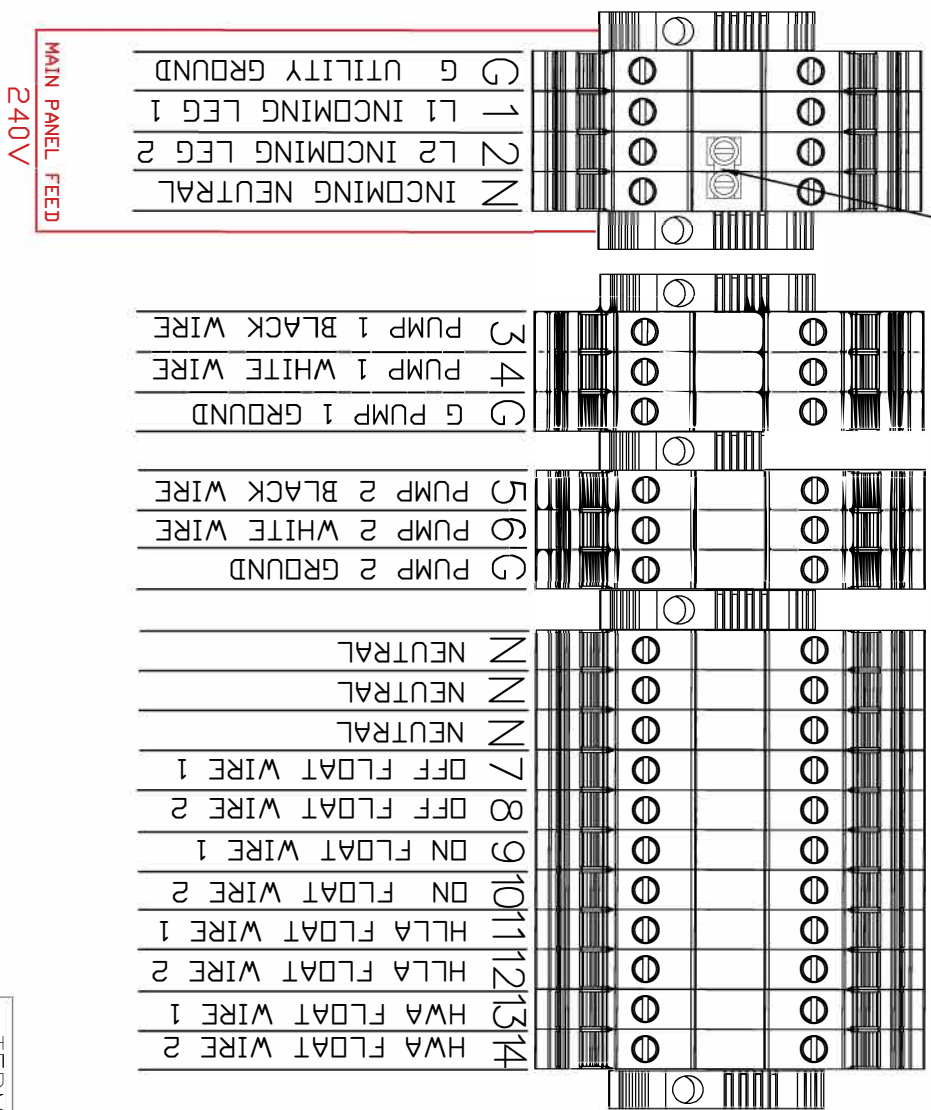 MAIN PANEL FEED
240V
G G UTILITY GROUND
1 L1 INCOMING LEG 1
2 L2 INCOMING LEG 2
N INCOMING NEUTRAL
3 PUMP 1 BLACK WIRE
4 PUMP 1 WHITE WIRE
G G PUMP 1 GROUND
5 PUMP 2 BLACK WIRE
6 PUMP 2 WHITE WIRE
G PUMP 2 GROUND
N NEUTRAL
N NEUTRAL
N NEUTRAL
7 OFF FLOAT WIRE 1
8 OFF FLOAT WIRE 2
9 ON FLOAT WIRE 1
10 ON FLOAT WIRE 2
11 HLLA FLOAT WIRE 1
12 HLLA FLOAT WIRE 2
13 HWA FLOAT WIRE 1
14 HWA FLOAT WIRE 2